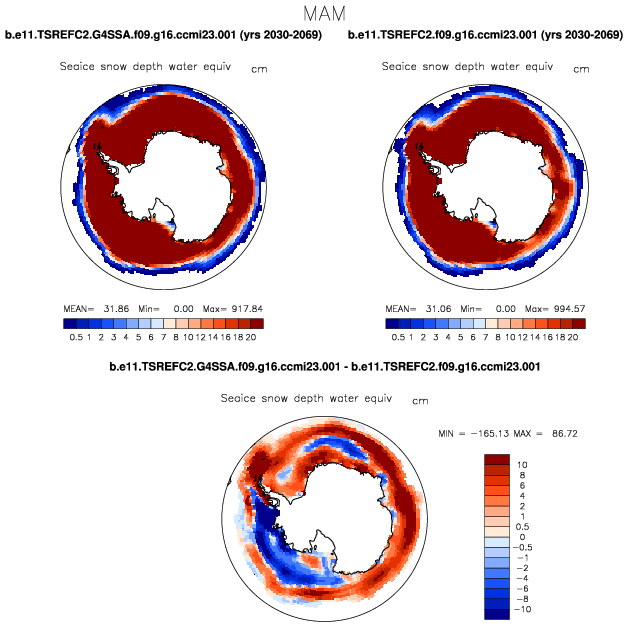 MAM
b.e11.TSREFC2.G4SSA.f09.g16.ccmi23.001 (yrs 2030-2069) b.e11.TSREFC2.f09.g16.ccmi23.001 (yrs 2030-2069)
Seaice snow depth water equiv cm Seaice snow depth water equiv cm
MEAN= 31.86 Min= 0.00 Max= 917.84 MEAN= 31.06 Min= 0.00 Max= 994.57
0.5 1 2 3 4 5 6 7 8 9 10 12 14 16 18 20 0.5 1 2 3 4 5 6 7 8 9 10 12 14 16 18 20
b.e11.TSREFC2.G4SSA.f09.g16.ccmi23.001 - b.e11.TSREFC2.f09.g16.ccmi23.001
Seaice snow depth water equiv cm
MIN = -165.13 MAX = 86.72
10
8
6
4
3
2
1
0.5
0
-0.5
-1
-2
-3
-4
-6
-8
-10